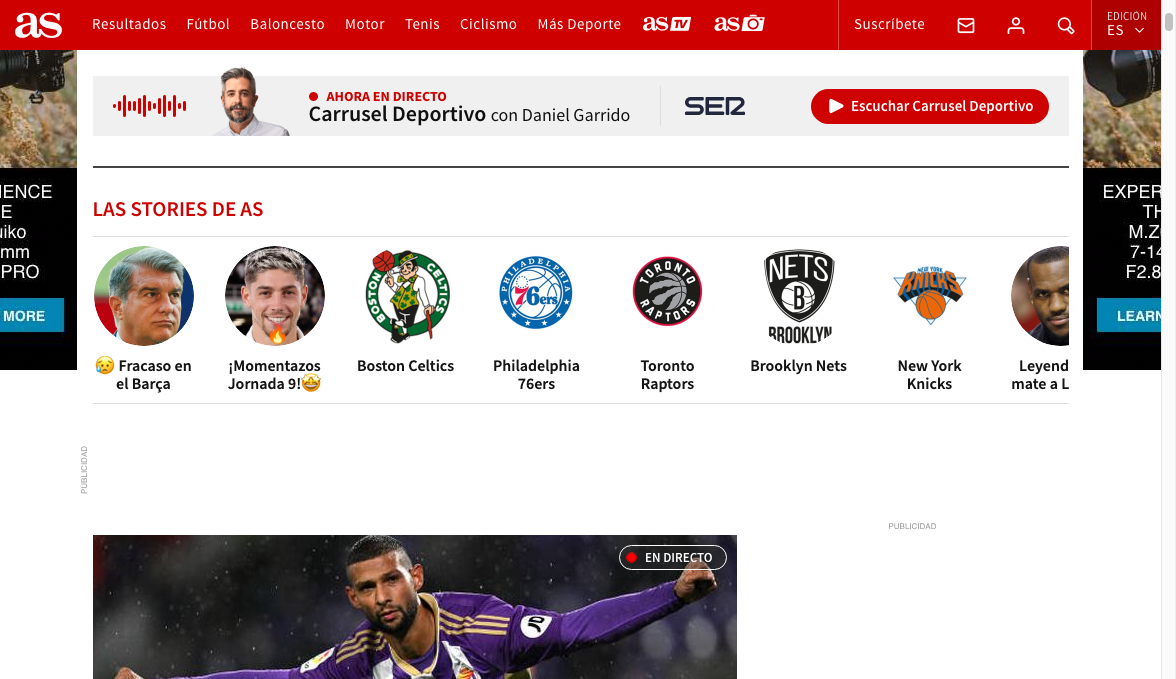 as
Resultados
Fútbol
Baloncesto
Motor
Tenis
Ciclismo
Más Deporte
as TV
as
Suscríbete
EDICIÓN
ES
AHORA EN DIRECTO
Carrusel Deportivo con Daniel Garrido
SER
Escuchar Carrusel Deportivo
IENCE
E
uiko
mm
PRO
MORE
EXPER
TH
M.Z
7-14
F2.8
LEARN
LAS STORIES DE AS
😥 Fracaso en
el Barça
¡Momentazos
Jornada 9!🤩
BOSTON CELTICS
Boston Celtics
PHILADELPHIA
76ers
Philadelphia
76ers
TORONTO
RAPTORS
Toronto
Raptors
NETS
B
BROOKLYN
Brooklyn Nets
NEW YORK
KNICKS
New York
Knicks
Leyend
mate a L
PUBLICIDAD
PUBLICIDAD
EN DIRECTO